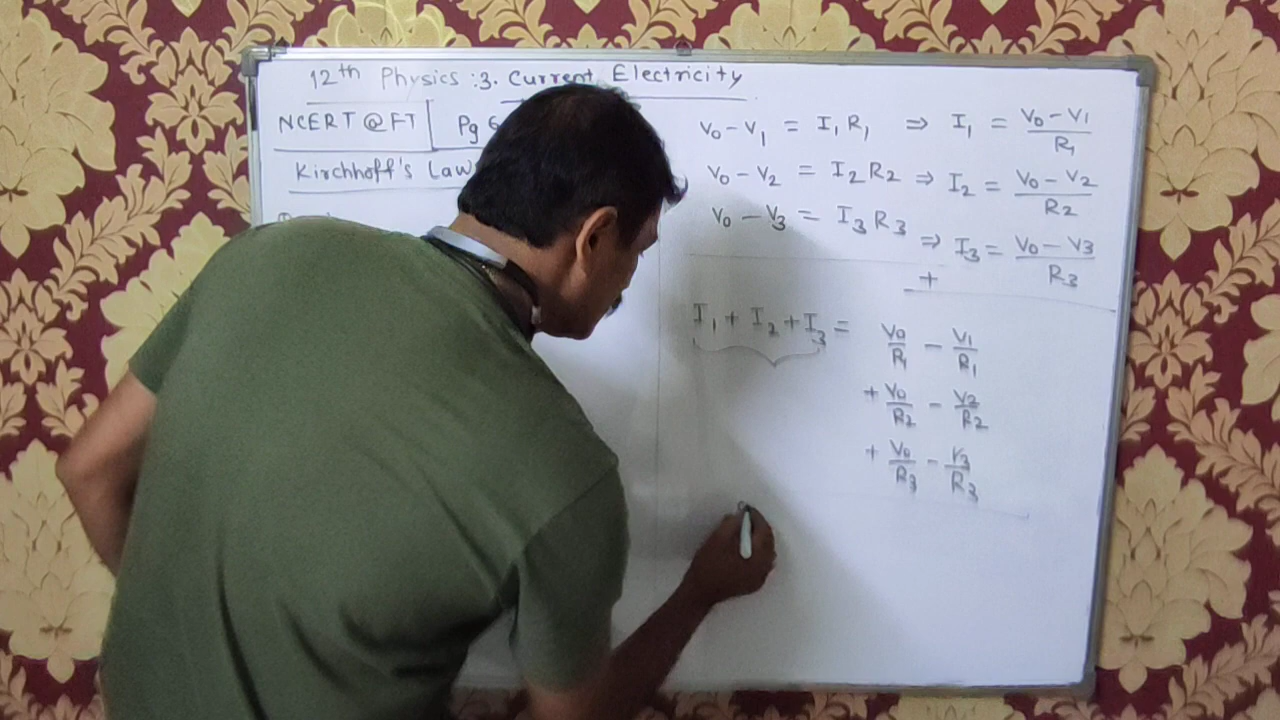 12th Physics :3. Current Electricity
NCERT @ FT Pg
Kirchhoff's Law
V0 - V1 = I1 R1 ⇒ I1 = (V0 - V1)/R1
V0 - V2 = I2 R2 ⇒ I2 = (V0 - V2)/R2
V0 - V3 = I3 R3
⇒ I3 = (V0 - V3)/R3
+
I1 + I2 + I3 = V0/R1 - V1/R1
+ V0/R2 - V2/R2
+ V0/R3 - V3/R3